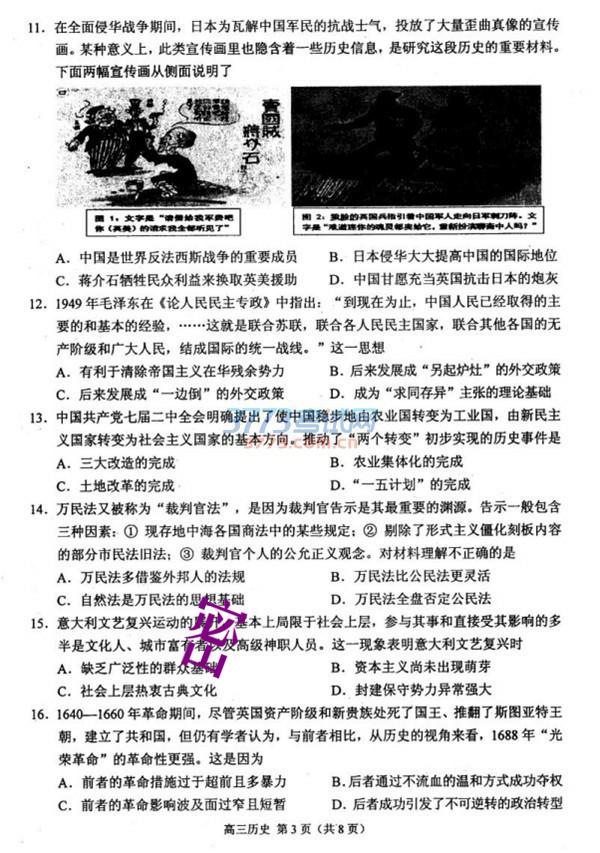 11．在全面侵华战争期间，日本为瓦解中国军民的抗战士气，投放了大量歪曲真像的宣传
画。某种意义上，此类宣传画里也隐含着一些历史信息，是研究这段历史的重要材料。
下面两幅宣传画从侧面说明了
賣國賊
蔣介石
图 1：文字是“请借给我军费吧
你（英美）的请求我全部听见了”
图 2：狼脸的英国兵指引着中国军人走向日军刺刀阵。文
字是“难道连你的魂灵都卖给它，重新扮演聊斋中人吗？”
A．中国是世界反法西斯战争的重要成员
B．日本侵华大大提高中国的国际地位
C．蒋介石牺牲民众利益来换取英美援助
D．中国甘愿充当英国抗击日本的炮灰
12．1949 年毛泽东在《论人民民主专政》中指出：“到现在为止，中国人民已经取得的主
要的和基本的经验，……这就是联合苏联，联合各人民民主国家，联合其他各国的无
产阶级和广大人民，结成国际的统一战线。”这一思想
A．有利于清除帝国主义在华残余势力
B．后来发展成“另起炉灶”的外交政策
C．后来发展成“一边倒”的外交政策
D．成为“求同存异”主张的理论基础
13．中国共产党七届二中全会明确提出了使中国稳步地由农业国转变为工业国，由新民主
义国家转变为社会主义国家的基本方向。推动了“两个转变”初步实现的历史事件是
A．三大改造的完成
B．农业集体化的完成
C．土地改革的完成
D．“一五计划”的完成
14．万民法又被称为“裁判官法”，是因为裁判官告示是其最重要的渊源。告示一般包含
三种因素：① 现存地中海各国商法中的某些规定；② 剔除了形式主义僵化刻板内容
的部分市民法旧法；③ 裁判官个人的公允正义观念。对材料理解不正确的是
A．万民法多借鉴外邦人的法规
B．万民法比公民法更灵活
C．自然法是万民法的思想基础
D．万民法全盘否定公民法
15．意大利文艺复兴运动的 基本上局限于社会上层，参与其事和直接受其影响的多
半是文化人、城市富有者以及高级神职人员。这一现象表明意大利文艺复兴时
A．缺乏广泛性的群众基础
B．资本主义尚未出现萌芽
C．社会上层热衷古典文化
D．封建保守势力异常强大
密
16．1640—1660 年革命期间，尽管英国资产阶级和新贵族处死了国王、推翻了斯图亚特王
朝，建立了共和国，但仍有学者认为，与前者相比，从历史的视角来看，1688 年“光
荣革命”的革命性更强。这是因为
A．前者的革命措施过于超前且多暴力
B．后者通过不流血的温和方式成功夺权
C．前者的革命影响波及面过窄且短暂
D．后者成功引发了不可逆转的政治转型
高三历史 第 3 页（共 8 页）